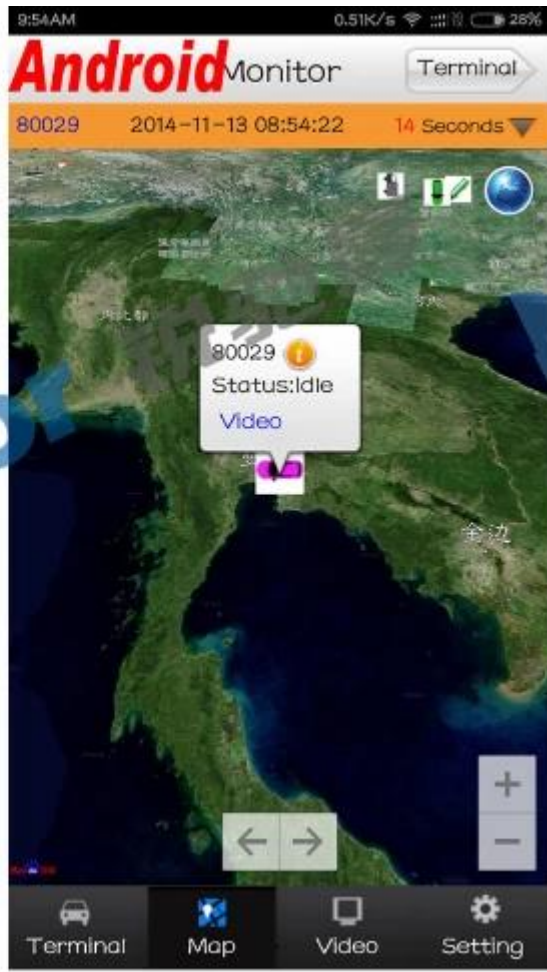 9:54AM 0.51K/s 28%
Android Monitor Terminal
80029 2014-11-13 08:54:22 14 Seconds
80029
Status:Idle
Video
金边
Terminal Map Video Setting